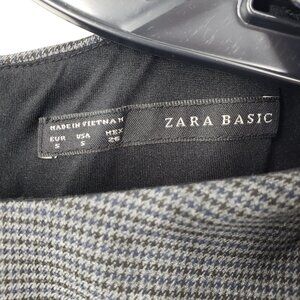 MADE IN VIETNAM
EUR USA MEX
S S 26
ZARA BASIC